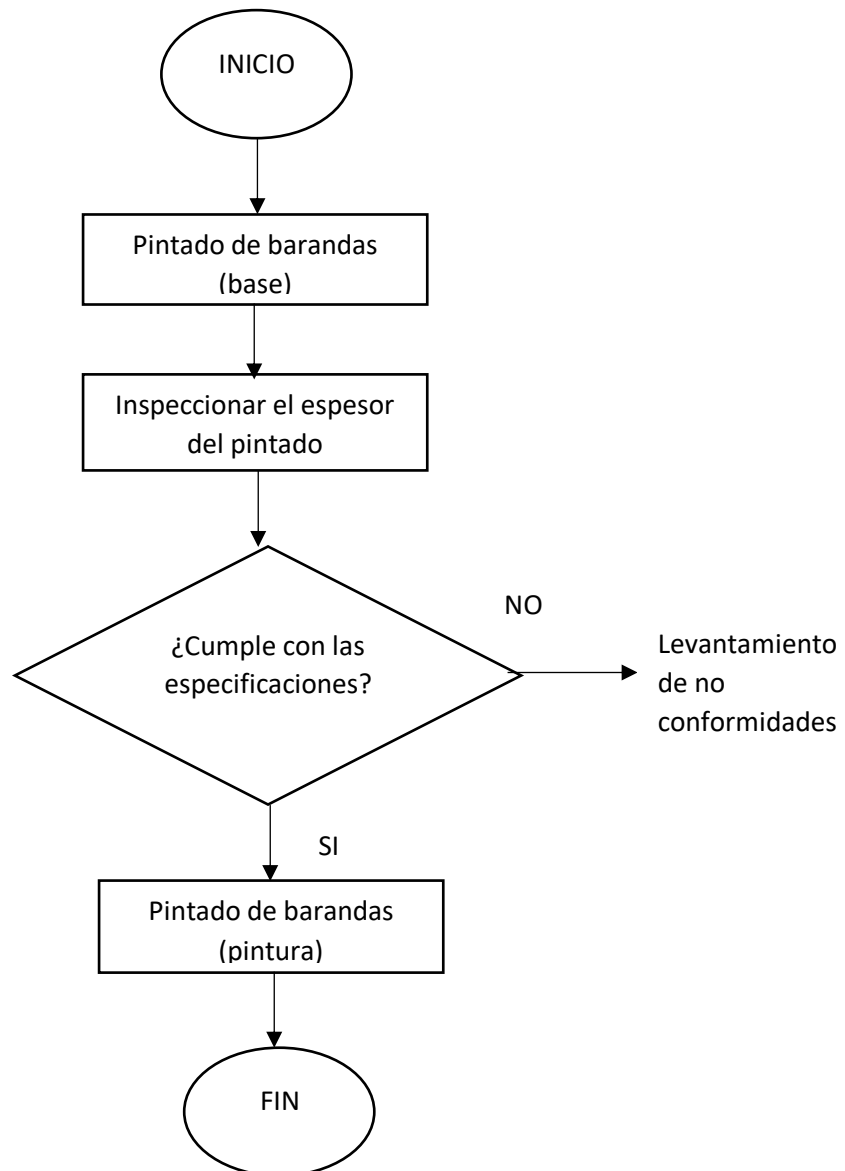 INICIO
Pintado de barandas
(base)
Inspeccionar el espesor
del pintado
¿Cumple con las
especificaciones?
NO
Levantamiento
de no
conformidades
SI
Pintado de barandas
(pintura)
FIN